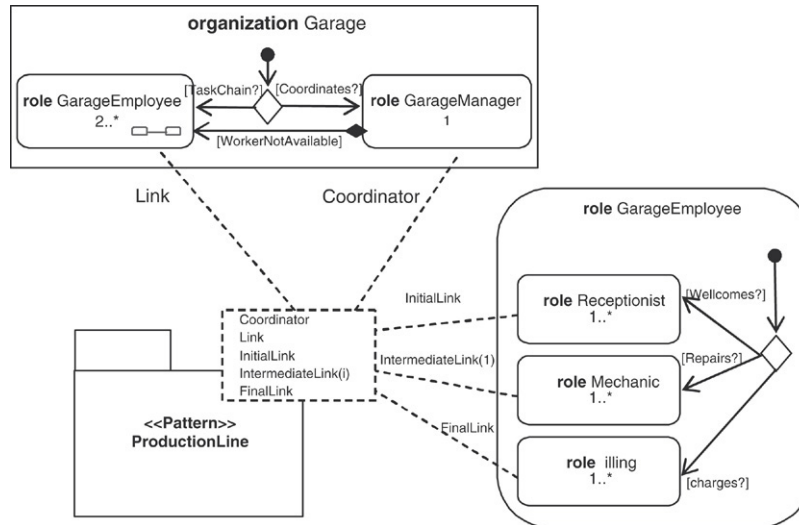 organization Garage
[TaskChain?] [Coordinates?]
role GarageEmployee
2..*
role GarageManager
1
[WorkerNotAvailable]
Link
Coordinator
role GarageEmployee
[Wellcomes?]
role Receptionist
1..*
InitialLink
Coordinator
Link
InitialLink
IntermediateLink(i)
FinalLink
IntermediateLink(1)
[Repairs?]
role Mechanic
1..*
<<Pattern>>
ProductionLine
FinalLink
role illing
1..*
[charges?]